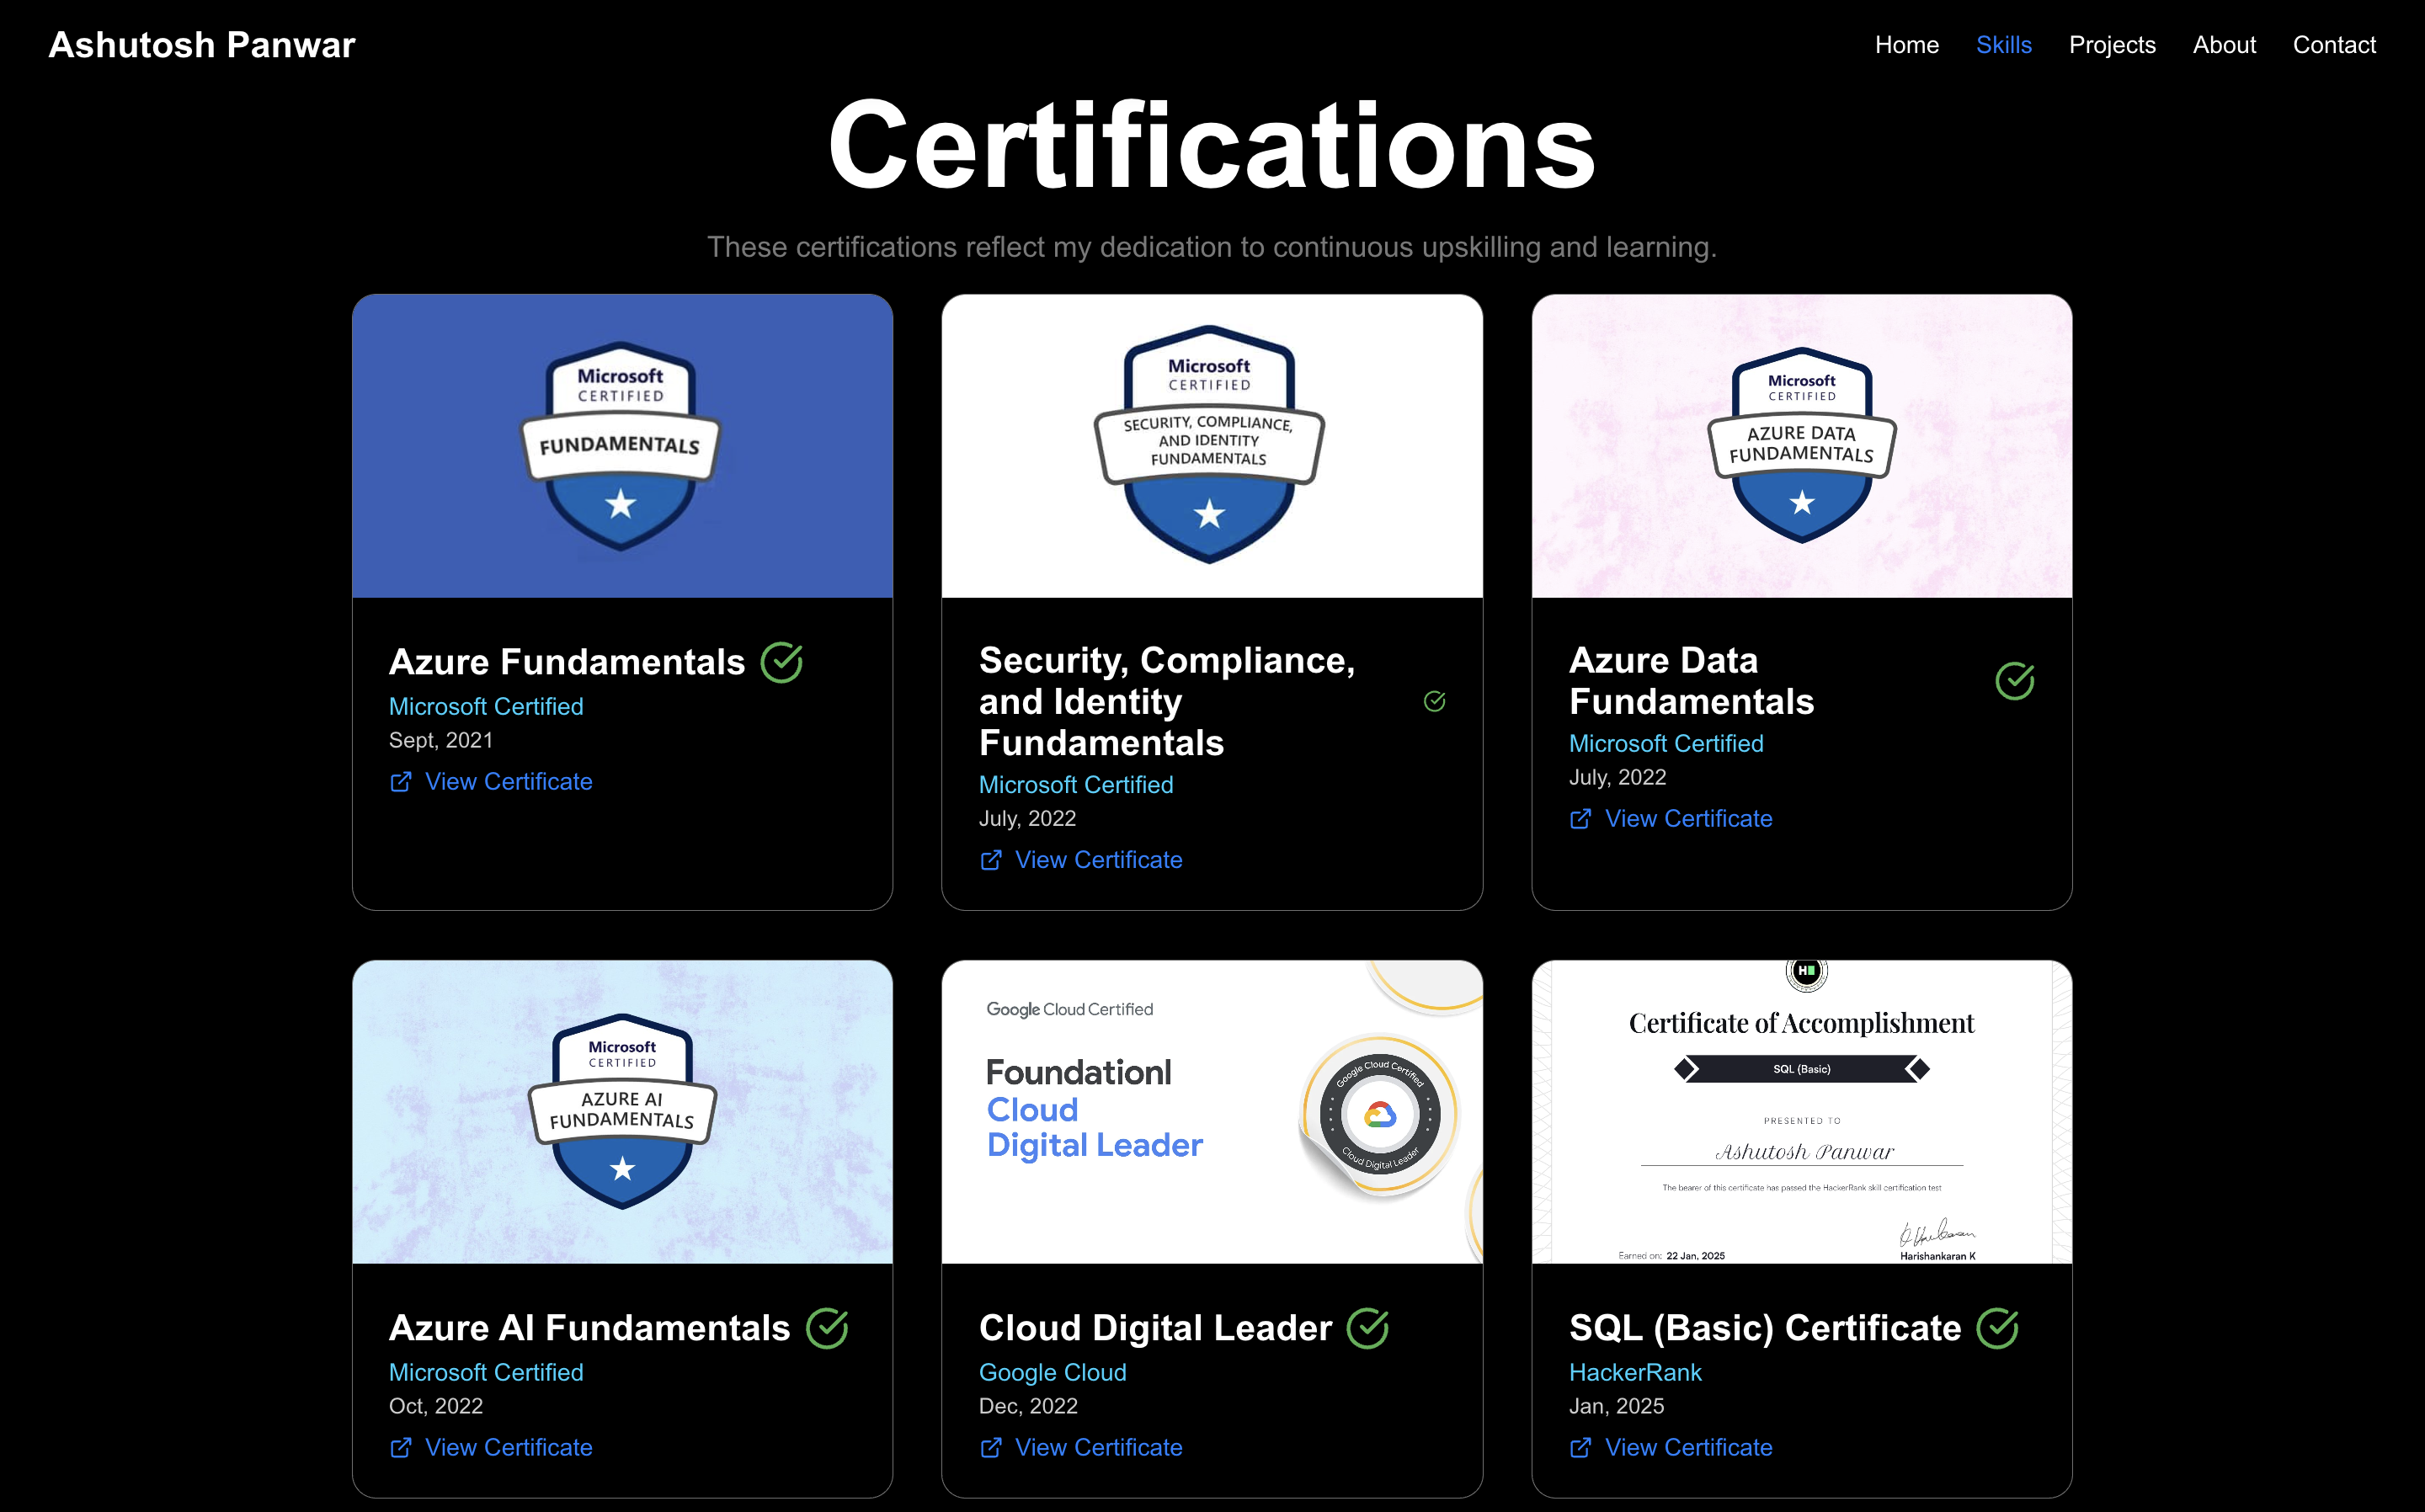 Ashutosh Panwar
Home Skills Projects About Contact
Certifications
These certifications reflect my dedication to continuous upskilling and learning.
Microsoft
CERTIFIED
FUNDAMENTALS
Azure Fundamentals
Microsoft Certified
Sept, 2021
View Certificate
Microsoft
CERTIFIED
SECURITY, COMPLIANCE,
AND IDENTITY
FUNDAMENTALS
Security, Compliance,
and Identity
Fundamentals
Microsoft Certified
July, 2022
View Certificate
Microsoft
CERTIFIED
AZURE DATA
FUNDAMENTALS
Azure Data
Fundamentals
Microsoft Certified
July, 2022
View Certificate
Microsoft
CERTIFIED
AZURE AI
FUNDAMENTALS
Azure AI Fundamentals
Microsoft Certified
Oct, 2022
View Certificate
Google Cloud Certified
Foundationl
Cloud
Digital Leader
Google Cloud Certified
Cloud Digital Leader
Cloud Digital Leader
Google Cloud
Dec, 2022
View Certificate
H
Certificate of Accomplishment
SQL (Basic)
PRESENTED TO
Ashutosh Panwar
The bearer of this certificate has passed the HackerRank skill certification test
Earned on: 22 Jan, 2025
Harishankaran K
SQL (Basic) Certificate
HackerRank
Jan, 2025
View Certificate